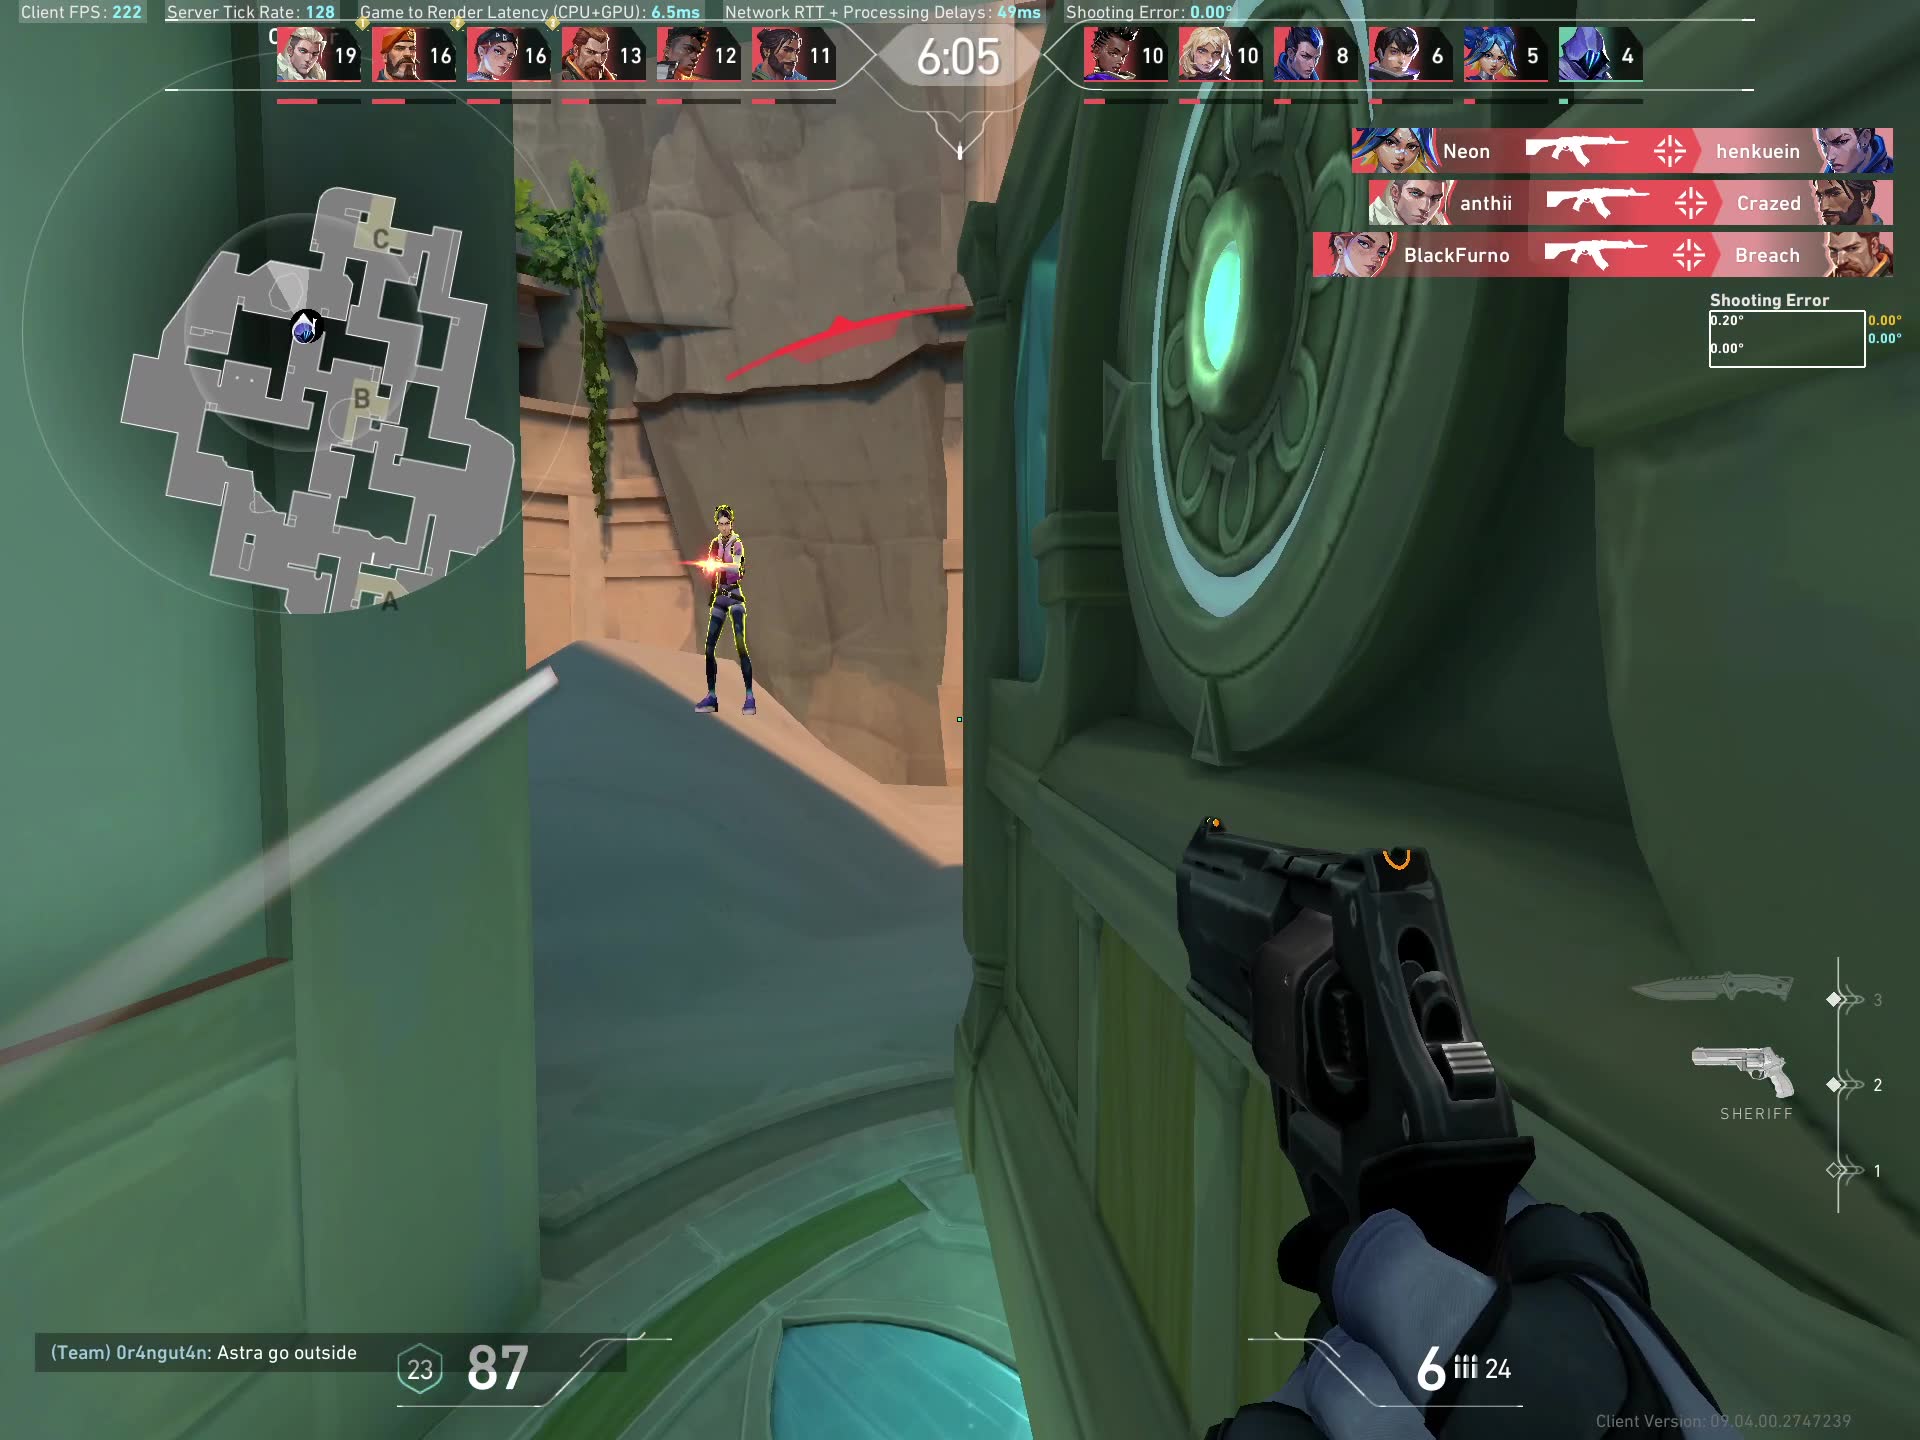 Client FPS: 222 Server Tick Rate: 128 Game to Render Latency (CPU+GPU): 6.5ms Network RTT + Processing Delays: 49ms Shooting Error: 0.00°
19 16 16 13 12 11 6:05 10 10 8 6 5 4
Neon henkuein
anthii Crazed
BlackFurno Breach
Shooting Error
0.20° 0.00°
0.00° 0.00°
C
B
A
3
2
SHERIFF
1
(Team) 0r4ngut4n: Astra go outside
23 87
6 24
Client Version: 09.04.00.2747239